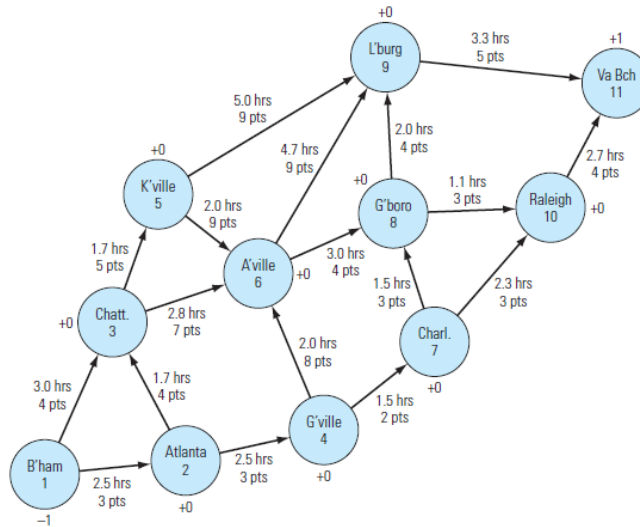 +0
L'burg
9
3.3 hrs
5 pts
+1
Va Bch
11
5.0 hrs
9 pts
4.7 hrs
9 pts
2.0 hrs
4 pts
2.7 hrs
4 pts
+0
K'ville
5
2.0 hrs
9 pts
+0
G'boro
8
1.1 hrs
3 pts
Raleigh
10
+0
1.7 hrs
5 pts
A'ville
6
+0
3.0 hrs
4 pts
1.5 hrs
3 pts
2.3 hrs
3 pts
+0
Chatt.
3
2.8 hrs
7 pts
Charl.
7
+0
2.0 hrs
8 pts
3.0 hrs
4 pts
1.7 hrs
4 pts
G'ville
4
+0
1.5 hrs
2 pts
B'ham
1
−1
2.5 hrs
3 pts
Atlanta
2
+0
2.5 hrs
3 pts